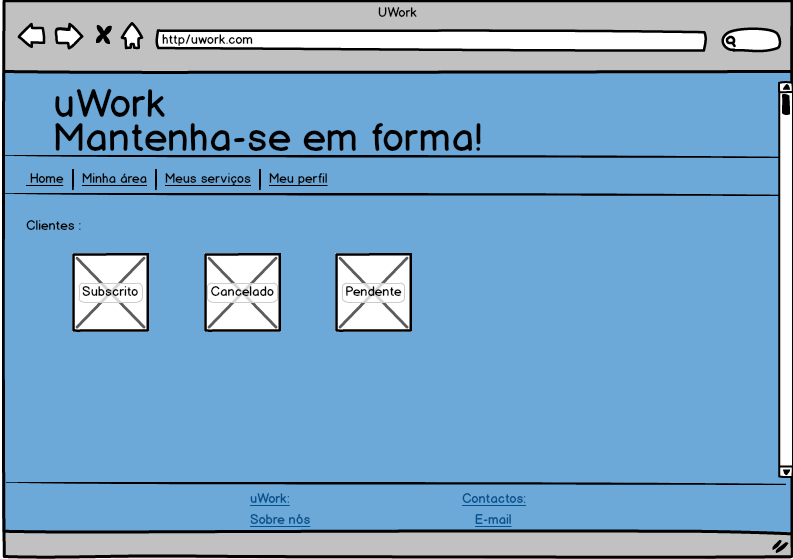 UWork
http/uwork.com
uWork
Mantenha-se em forma!
Home Minha área Meus serviços Meu perfil
Clientes :
Subscrito Cancelado Pendente
uWork: Contactos:
Sobre nós E-mail